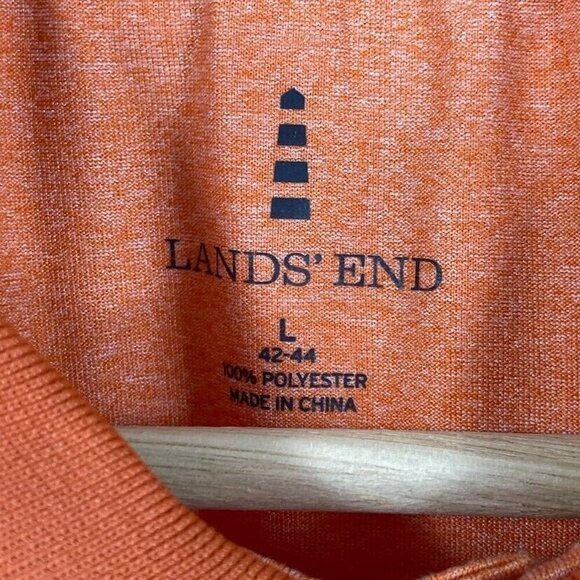 LANDS' END
L
42-44
100% POLYESTER
MADE IN CHINA